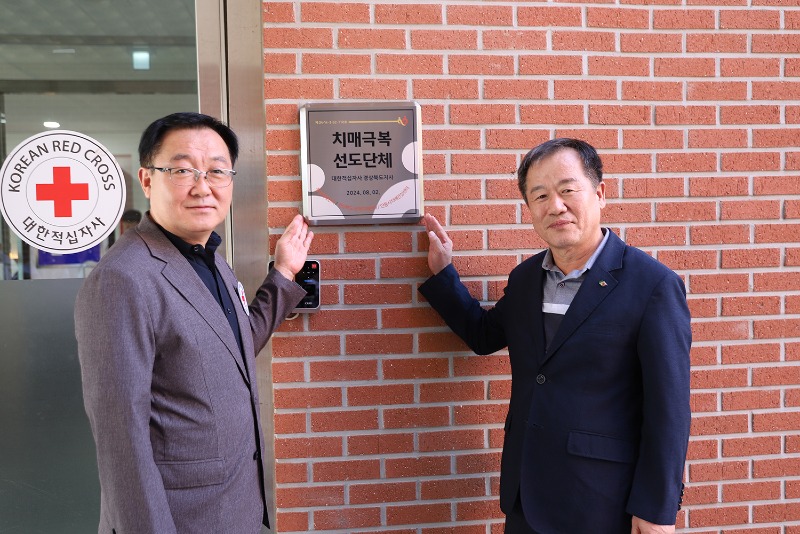 KOREAN RED CROSS
대한적십자사
치매극복
선도단체
대한적십자사 경상북도지사
2024. 08. 02.